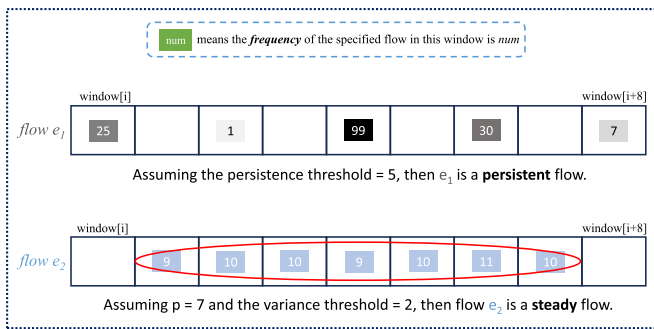 num means the frequency of the specified flow in this window is num
window[i] window[i+8]
flow e1 25 1 99 30 7
Assuming the persistence threshold = 5, then e1 is a persistent flow.
window[i] window[i+8]
flow e2 9 10 10 9 10 11 10
Assuming p = 7 and the variance threshold = 2, then flow e2 is a steady flow.